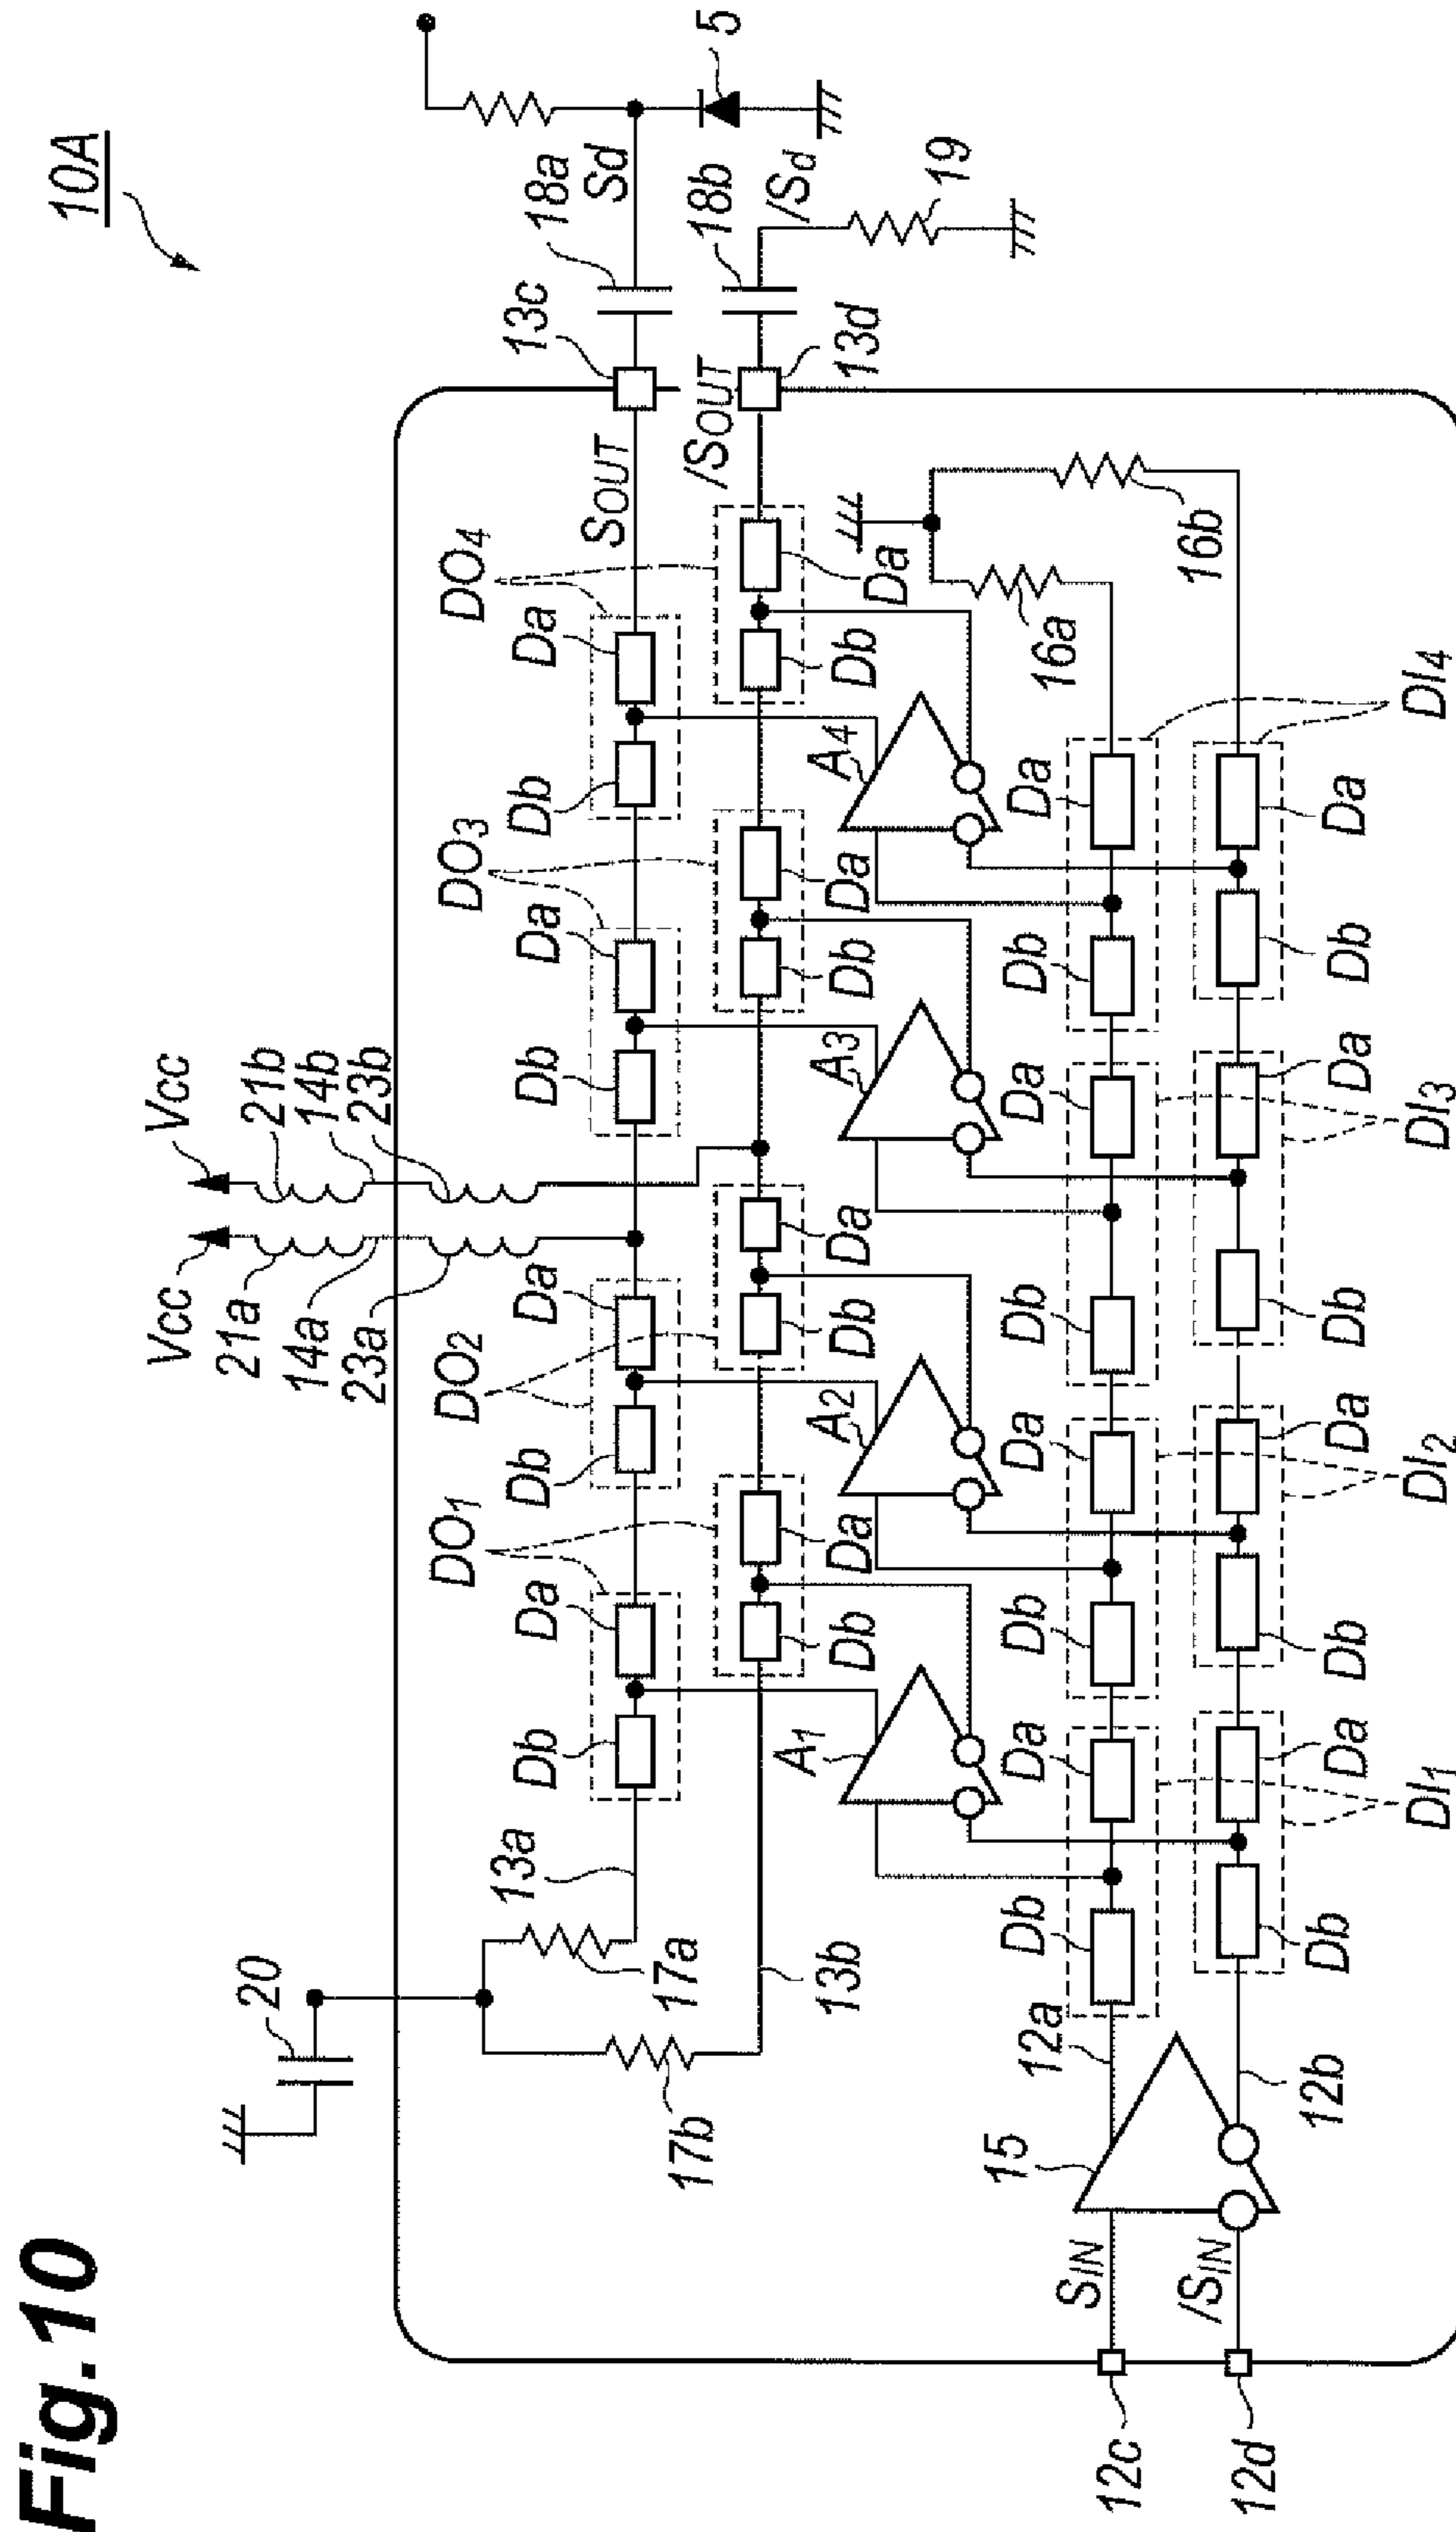 Fig.10
10A
Vcc
Vcc
21a
21b
14a
14b
23a
23b
20
5
18a
Sd
18b
/Sd
19
13c
13d
DO1
DO2
DO3
DO4
SOUT
/SOUT
13a
Db
Da
Db
Da
Db
Da
Db
Da
17a
17b
13b
Db
Da
Db
Da
Db
Da
Db
Da
A1
A2
A3
A4
16a
16b
15
12a
Db
Da
Db
Da
Db
Da
Db
Da
SIN
/SIN
12b
Db
Da
Db
Da
Db
Da
Db
Da
12c
12d
DI1
DI2
DI3
DI4